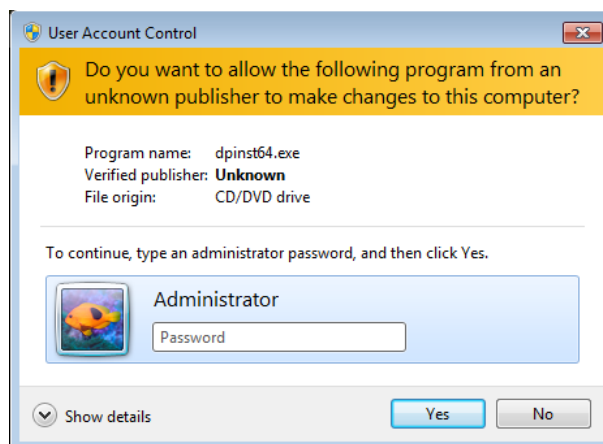 User Account Control
Do you want to allow the following program from an
unknown publisher to make changes to this computer?
Program name: dpinst64.exe
Verified publisher: Unknown
File origin: CD/DVD drive
To continue, type an administrator password, and then click Yes.
Administrator
Password
Show details Yes No